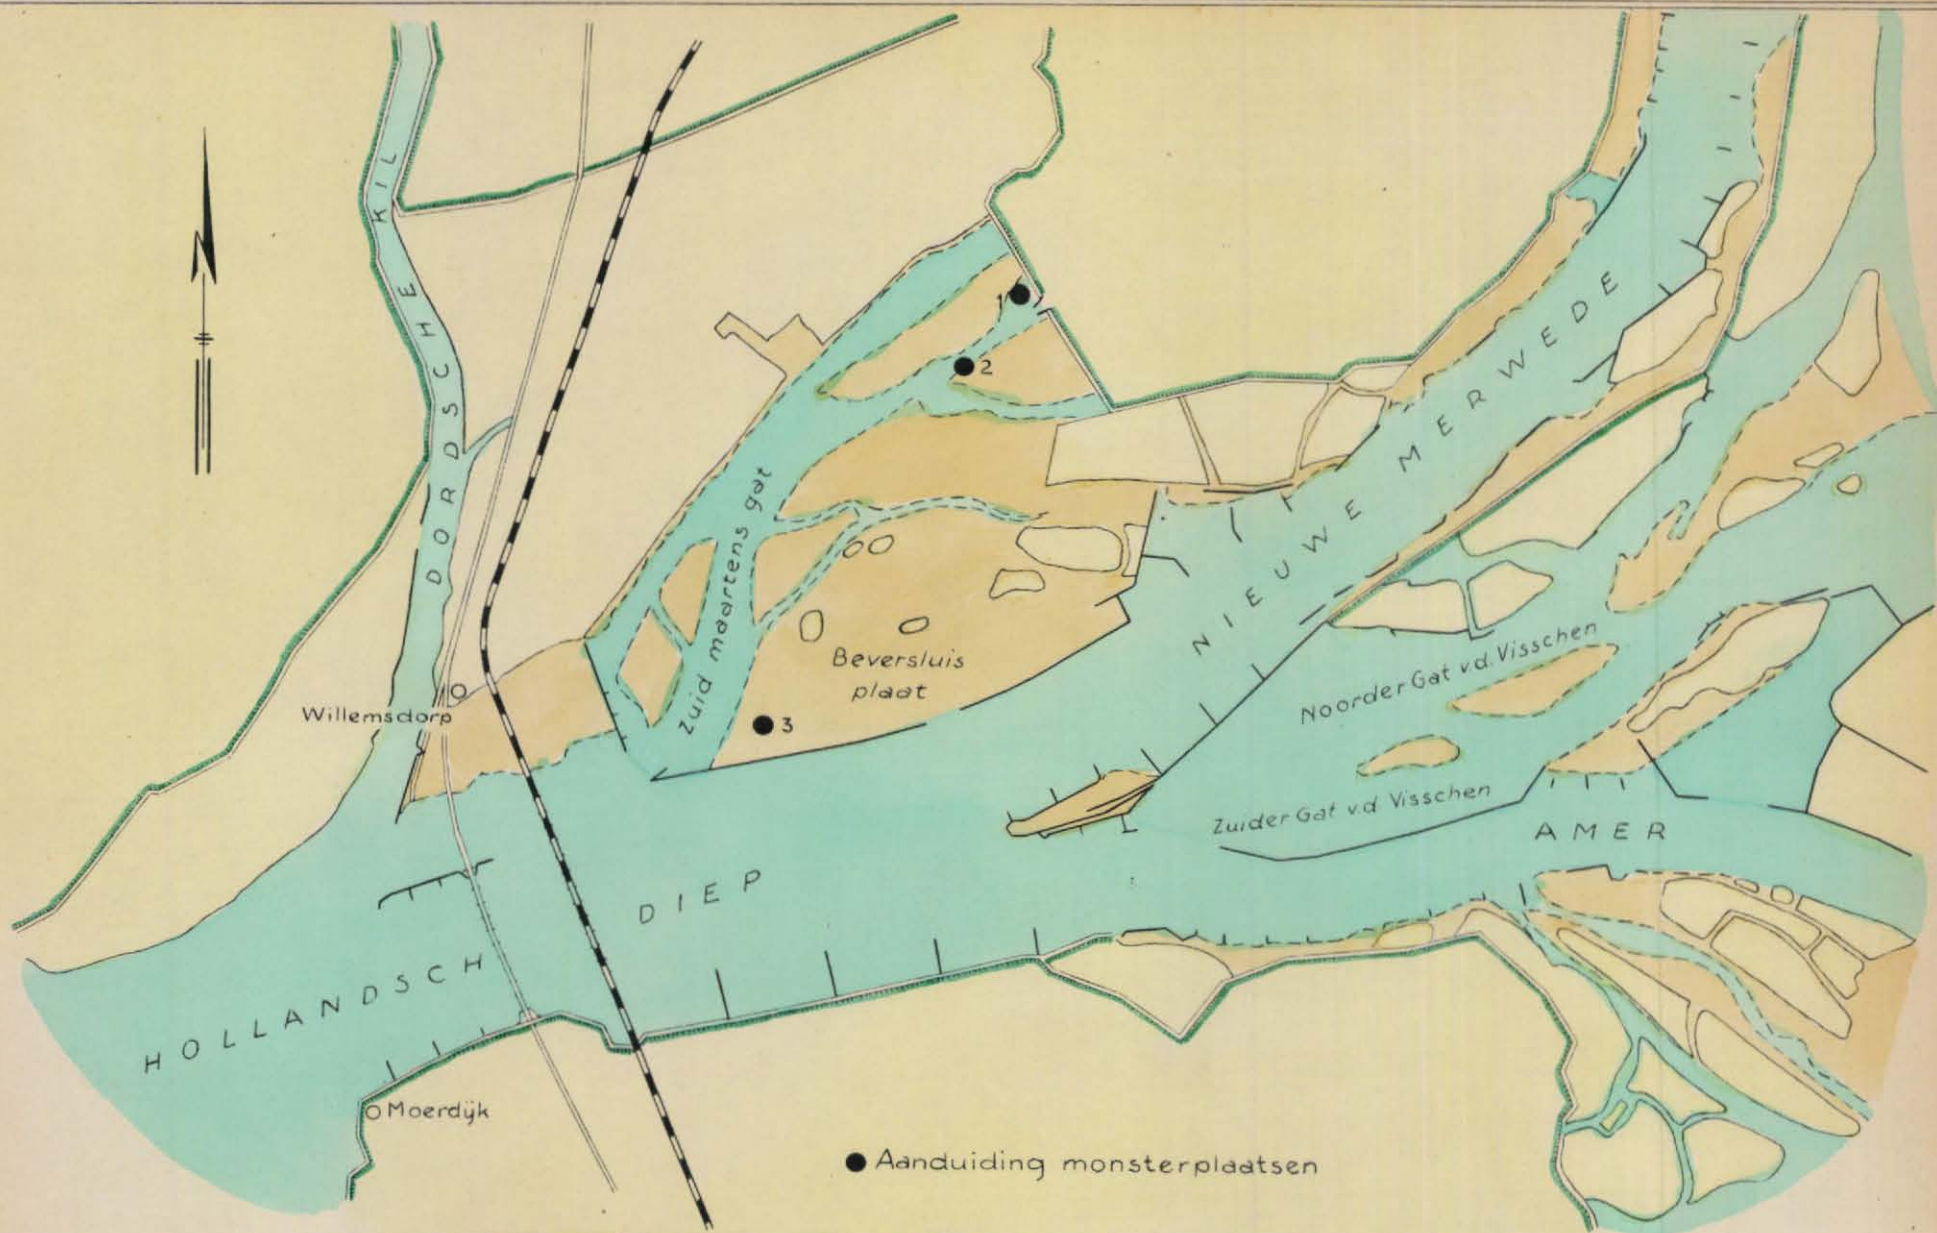 N
DORDSCHE KIL
1
2
Zuid maartens gat
Beversluis
plaat
3
Willemsdorp
NIEUWE MERWEDE
Noorder Gat v.d. Visschen
Zuider Gat v.d Visschen
AMER
HOLLANDSCH DIEP
Moerdijk
Aanduiding monsterplaatsen